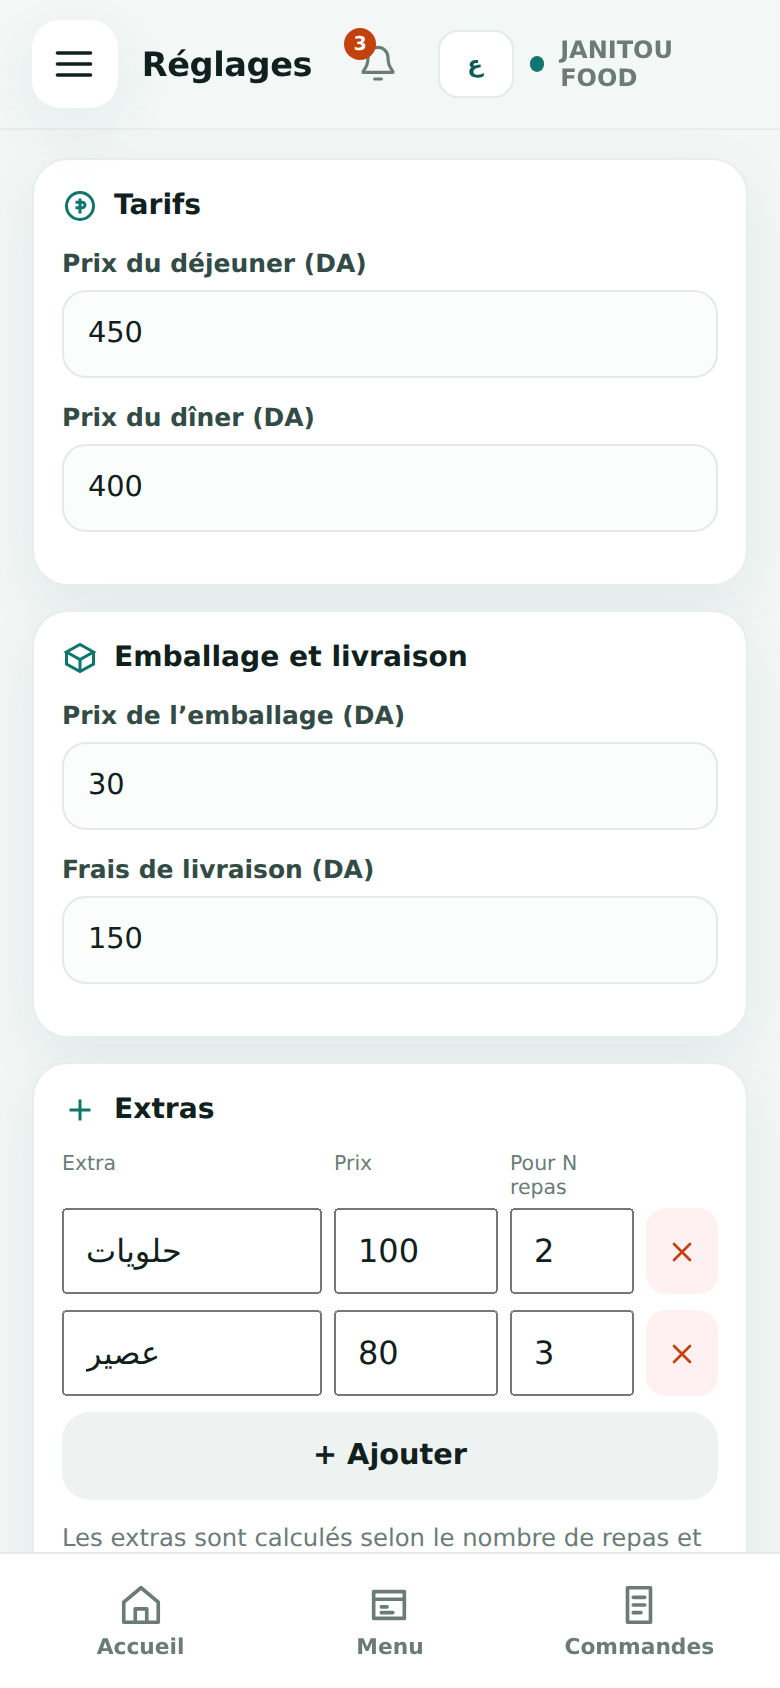 Réglages
3
ع
JANITOU
FOOD
Tarifs
Prix du déjeuner (DA)
450
Prix du dîner (DA)
400
Emballage et livraison
Prix de l’emballage (DA)
30
Frais de livraison (DA)
150
Extras
Extra Prix Pour N
repas
حلويات 100 2
عصير 80 3
+ Ajouter
Les extras sont calculés selon le nombre de repas et
Accueil Menu Commandes